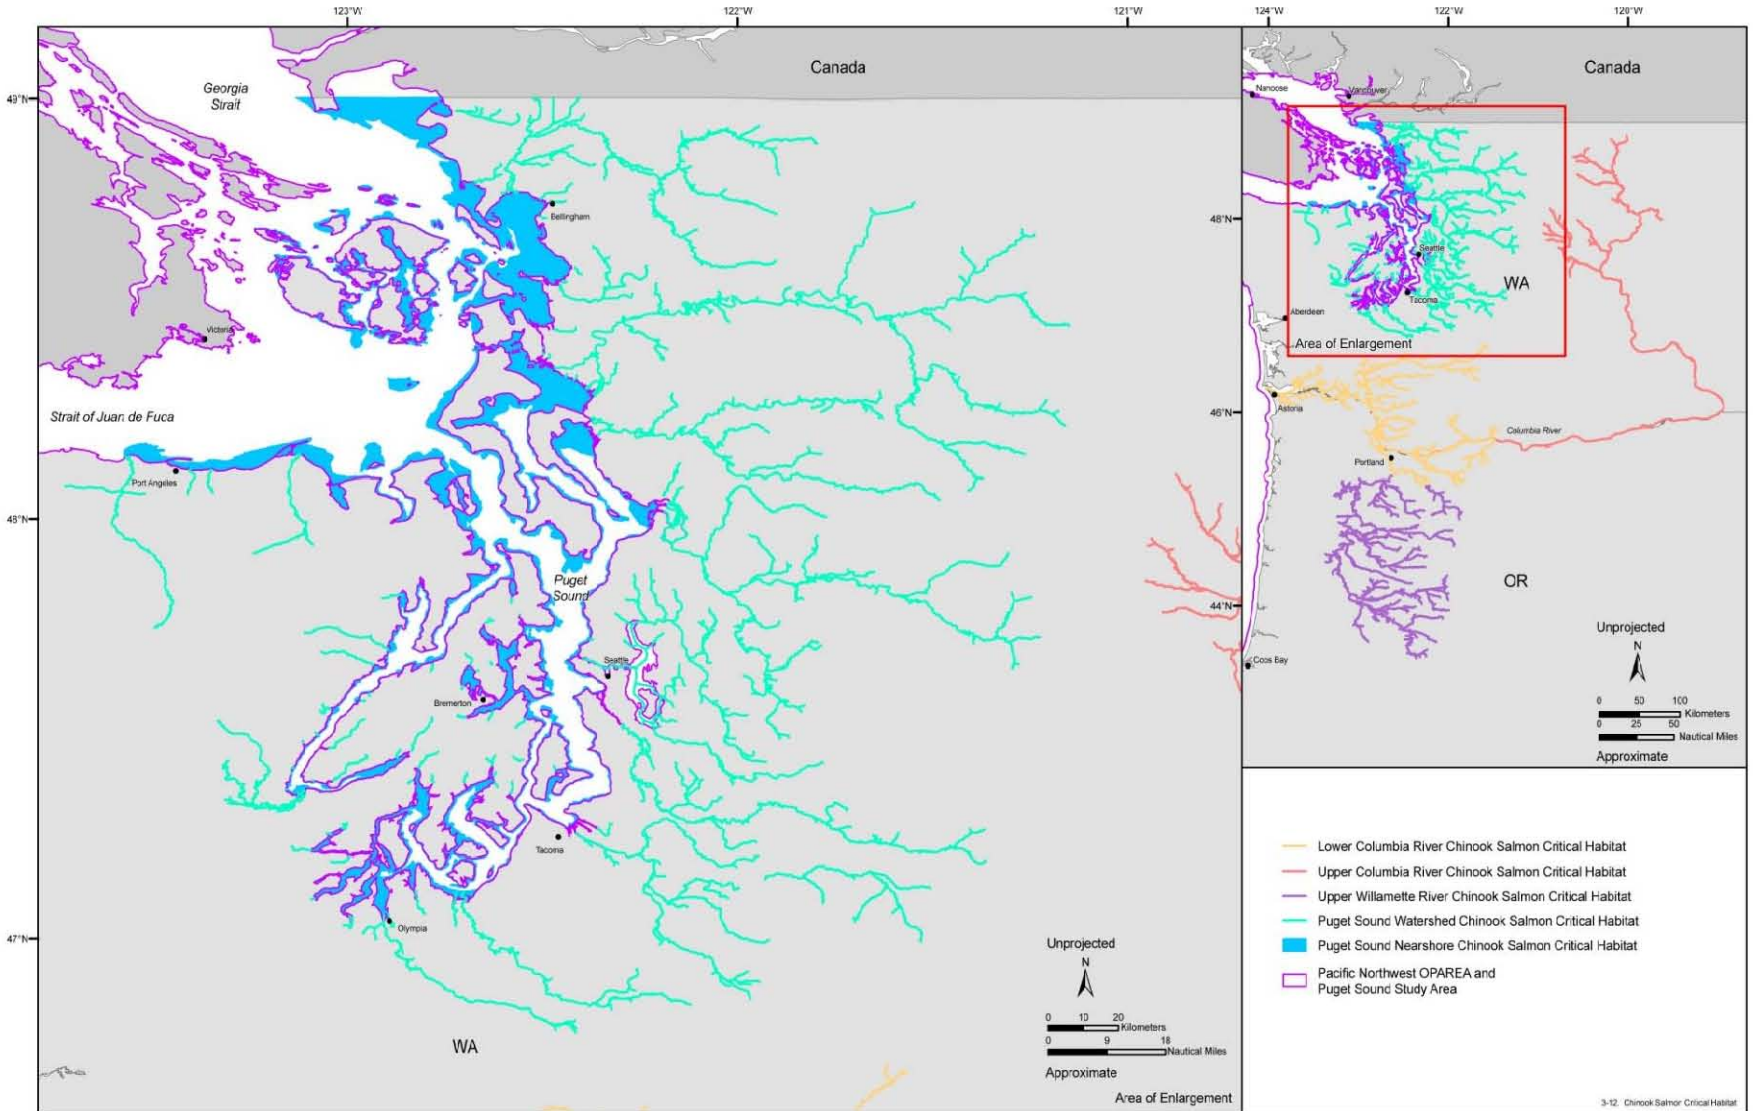 123°W
122°W
121°W
124°W
122°W
120°W
Canada
Georgia
Strait
49°N
Bellingham
Victoria
Strait of Juan de Fuca
Port Angeles
48°N
Puget
Sound
Seattle
Bremerton
Tacoma
Olympia
47°N
WA
Unprojected
N
0 10 20
Kilometers
0 9 18
Nautical Miles
Approximate
Area of Enlargement
Canada
Nanoose
Vancouver
48°N
Seattle
WA
Tacoma
Aberdeen
Area of Enlargement
46°N
Astoria
Columbia River
Portland
OR
44°N
Coos Bay
Unprojected
N
0 50 100
Kilometers
0 25 50
Nautical Miles
Approximate
Lower Columbia River Chinook Salmon Critical Habitat
Upper Columbia River Chinook Salmon Critical Habitat
Upper Willamette River Chinook Salmon Critical Habitat
Puget Sound Watershed Chinook Salmon Critical Habitat
Puget Sound Nearshore Chinook Salmon Critical Habitat
Pacific Northwest OPAREA and
Puget Sound Study Area
3-12. Chinook Salmon Critical Habitat